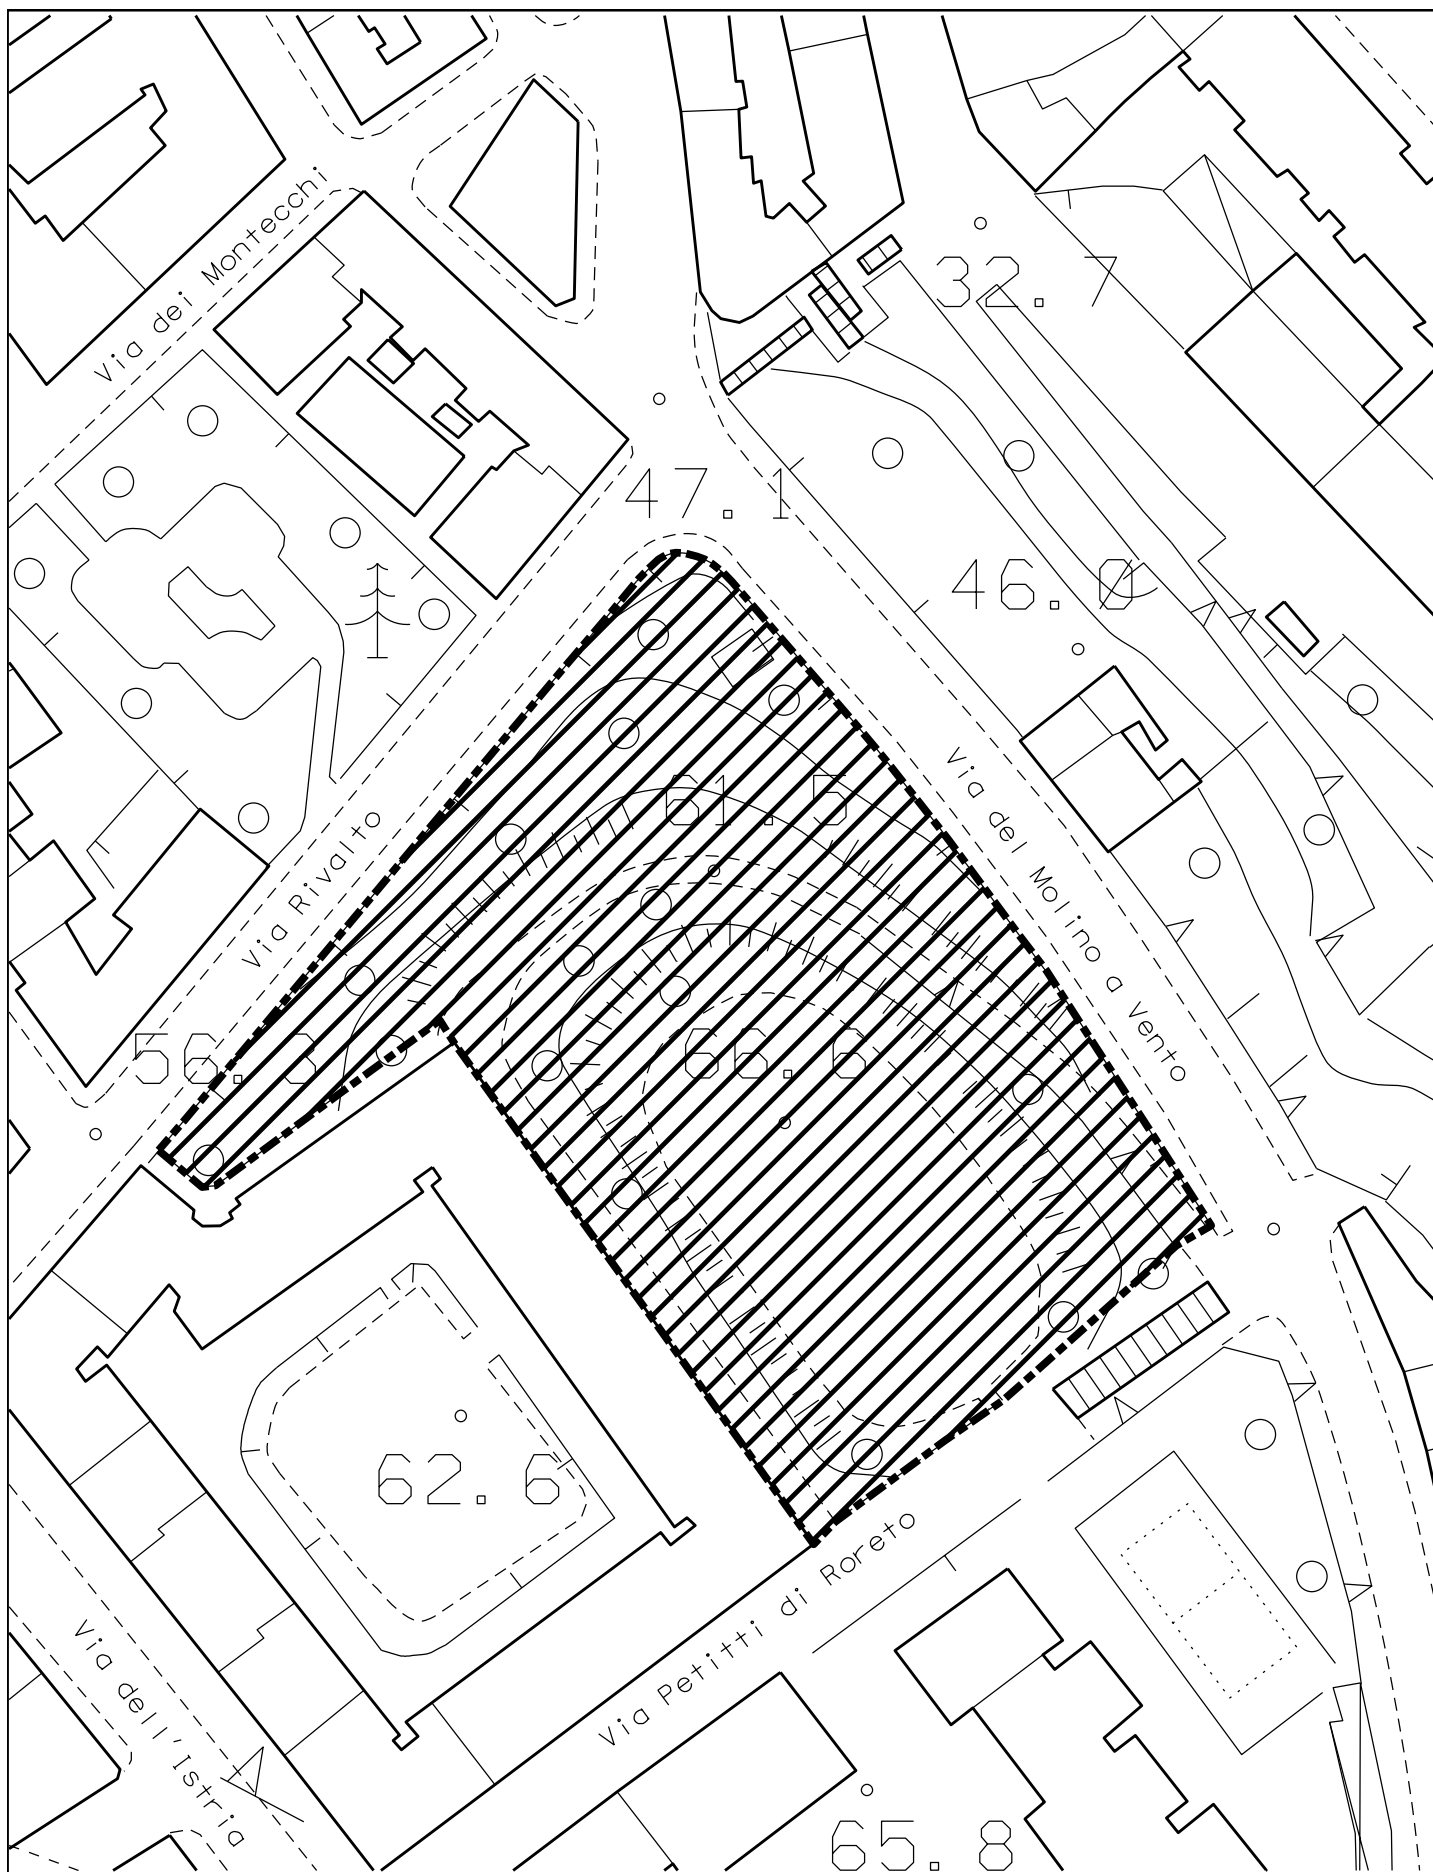 Via dei Montecchi
32.7
47.1
46.0
61.5
Via Rivalto
Via del Molino a Vento
56.3
66.6
62.6
Via Petitti di Roreto
Via dell'Istria
65.8